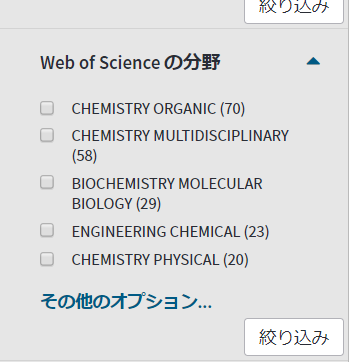 絞り込み
Web of Science の分野
CHEMISTRY ORGANIC (70)
CHEMISTRY MULTIDISCIPLINARY
(58)
BIOCHEMISTRY MOLECULAR
BIOLOGY (29)
ENGINEERING CHEMICAL (23)
CHEMISTRY PHYSICAL (20)
その他のオプション...
絞り込み